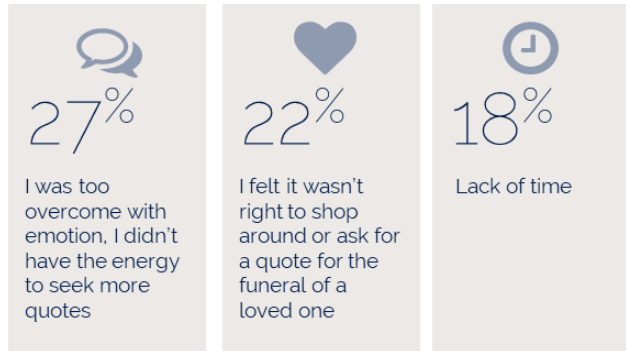 27%
I was too
overcome with
emotion, I didn't
have the energy
to seek more
quotes
22%
I felt it wasn't
right to shop
around or ask for
a quote for the
funeral of a
loved one
18%
Lack of time